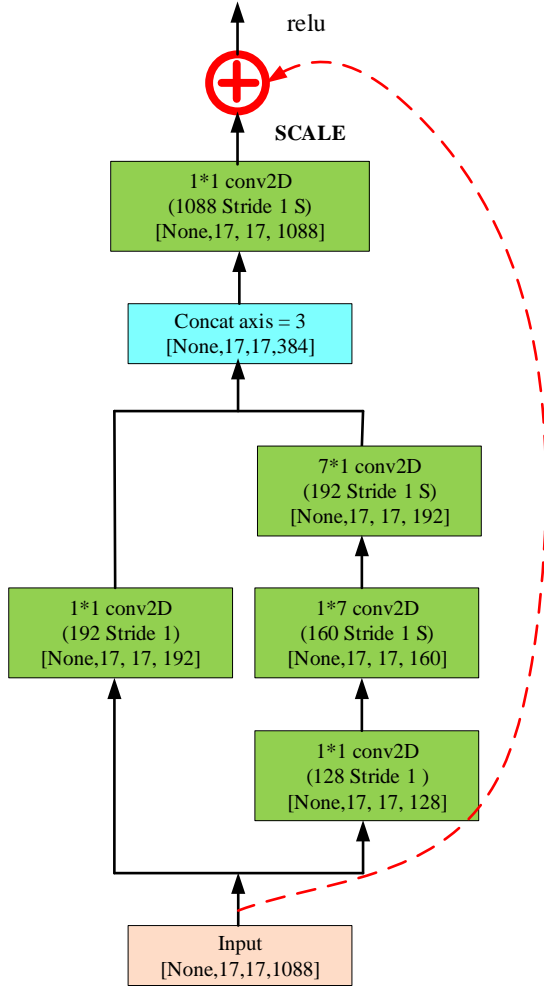 relu
SCALE
1*1 conv2D
(1088 Stride 1 S)
[None,17, 17, 1088]
Concat axis = 3
[None,17,17,384]
7*1 conv2D
(192 Stride 1 S)
[None,17, 17, 192]
1*1 conv2D
(192 Stride 1)
[None,17, 17, 192]
1*7 conv2D
(160 Stride 1 S)
[None,17, 17, 160]
1*1 conv2D
(128 Stride 1 )
[None,17, 17, 128]
Input
[None,17,17,1088]